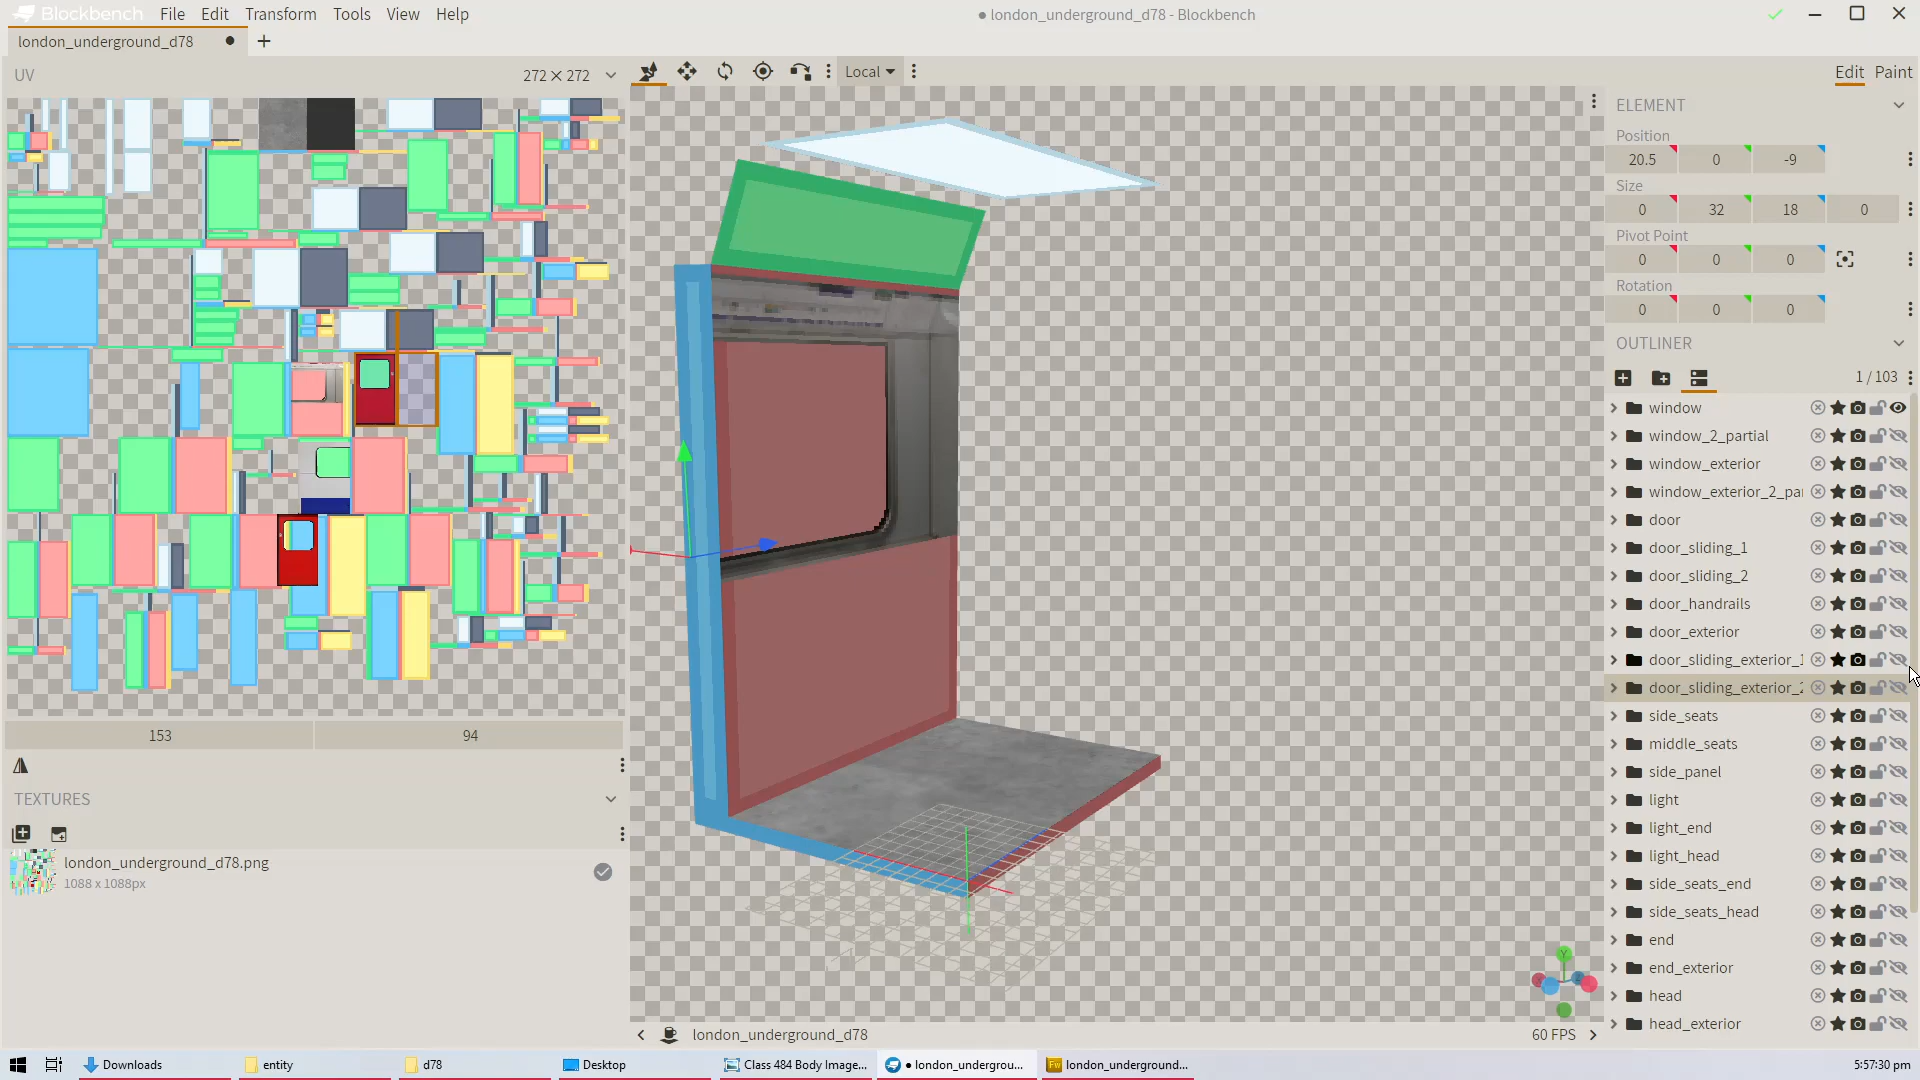 Blockbench File Edit Transform Tools View Help
● london_underground_d78 - Blockbench
london_underground_d78 ●
UV 272 × 272
Local
Edit Paint
ELEMENT
Position
20.5 0 -9
Size
0 32 18 0
Pivot Point
0 0 0
Rotation
0 0 0
OUTLINER
1 / 103
window
window_2_partial
window_exterior
window_exterior_2_par
door
door_sliding_1
door_sliding_2
door_handrails
door_exterior
door_sliding_exterior_1
door_sliding_exterior_2
side_seats
middle_seats
side_panel
light
light_end
light_head
side_seats_end
side_seats_head
end
end_exterior
head
head_exterior
153 94
TEXTURES
london_underground_d78.png
1088 x 1088px
london_underground_d78
60 FPS
Downloads
entity
d78
Desktop
Class 484 Body Image...
● london_undergrou...
london_underground...
5:57:30 pm